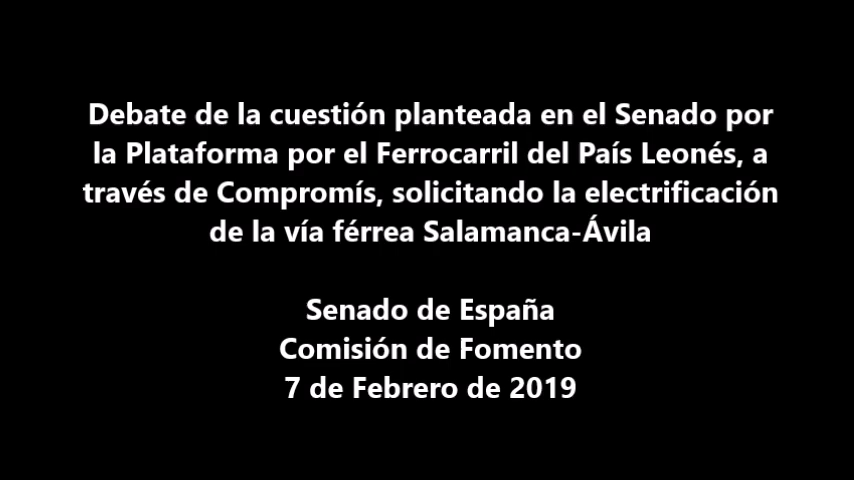 Debate de la cuestión planteada en el Senado por
la Plataforma por el Ferrocarril del País Leonés, a
través de Compromís, solicitando la electrificación
de la vía férrea Salamanca-Ávila
Senado de España
Comisión de Fomento
7 de Febrero de 2019